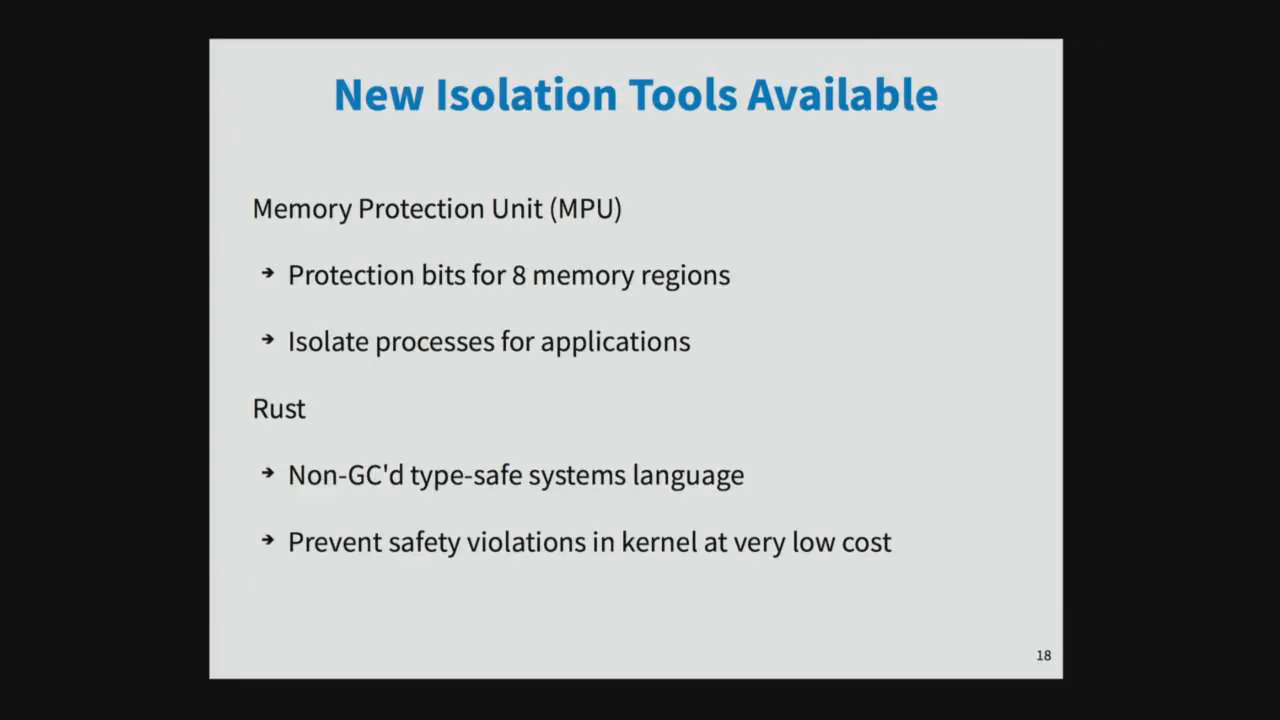 New Isolation Tools Available
Memory Protection Unit (MPU)
➔ Protection bits for 8 memory regions
➔ Isolate processes for applications
Rust
➔ Non-GC'd type-safe systems language
➔ Prevent safety violations in kernel at very low cost
18